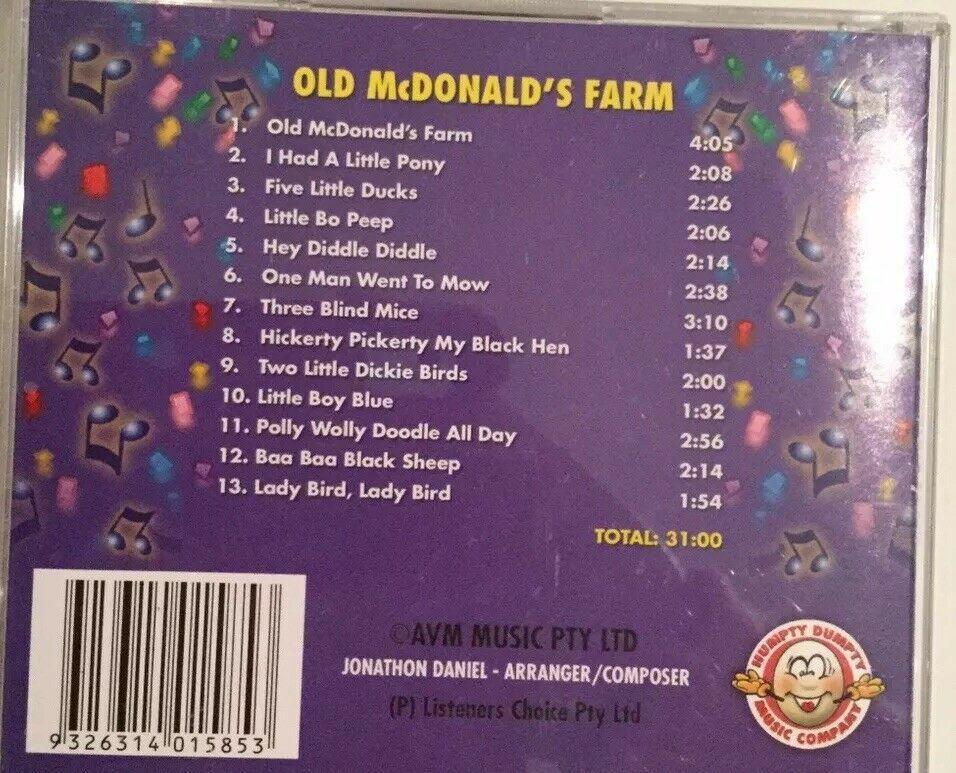 OLD McDONALD'S FARM
1. Old McDonald's Farm 4:05
2. I Had A Little Pony 2:08
3. Five Little Ducks 2:26
4. Little Bo Peep 2:06
5. Hey Diddle Diddle 2:14
6. One Man Went To Mow 2:38
7. Three Blind Mice 3:10
8. Hickerty Pickerty My Black Hen 1:37
9. Two Little Dickie Birds 2:00
10. Little Boy Blue 1:32
11. Polly Wolly Doodle All Day 2:56
12. Baa Baa Black Sheep 2:14
13. Lady Bird, Lady Bird 1:54
TOTAL: 31:00
©AVM MUSIC PTY LTD
JONATHON DANIEL - ARRANGER/COMPOSER
(P) Listeners Choice Pty Ltd
HUMPTY DUMPTY
MUSIC COMPANY
9 326314 015853